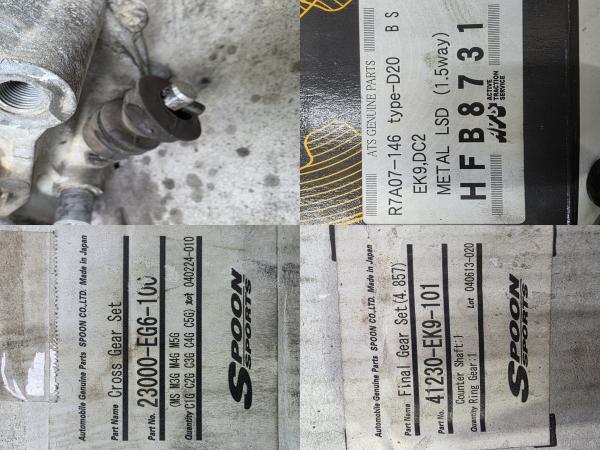 ATS GENUINE PARTS
R7A07-146 type-D20 B S
EK9,DC2
METAL LSD (1.5way)
HFB8731
ACTIVE
TRACTION
SERVICE
Automobile Genuine Parts SPOON CO.,LTD. Made in Japan
Part Name Cross Gear Set
Part No. 23000-EG6-100
(MS M3G M4G M5G
Quantity C1G C2G C3G C4G C5G) 040224-010
SPOON
SPORTS
Automobile Genuine Parts SPOON CO.,LTD. Made in Japan
Part Name Final Gear Set(4.857)
Part No. 41230-EK9-101
Counter Shaft:1
Quantity Ring Gear:1 Lot 040613-020
SPOON
SPORTS